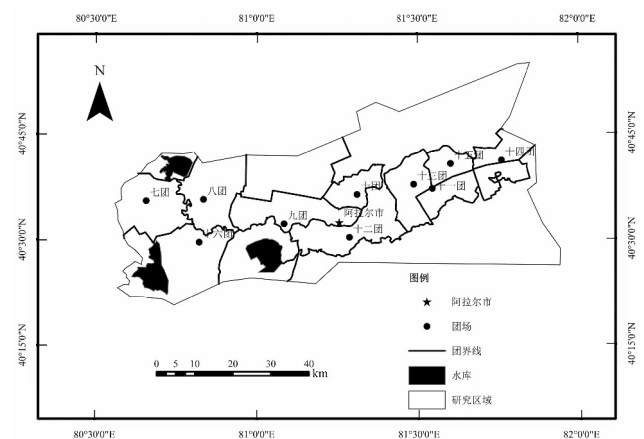 80°30′0″E 81°0′0″E 81°30′0″E 82°0′0″E
N
40°45′0″N 40°45′0″N
十五团 十四团
七团 八团 十团 十三团 十一团
九团 阿拉尔市
十六团 十二团
40°30′0″N 40°30′0″N
图例
阿拉尔市
团场
40°15′0″N 团界线 40°15′0″N
0 5 10 20 30 40
km
水库
研究区域
80°30′0″E 81°0′0″E 81°30′0″E 82°0′0″E